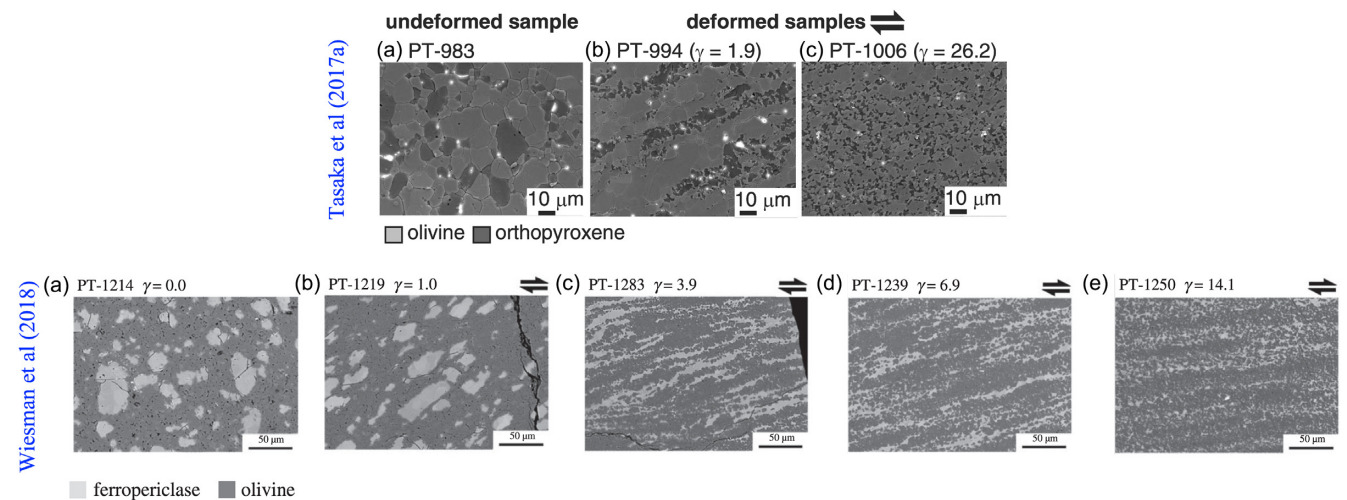 undeformed sample
deformed samples
Tasaka et al (2017a)
(a) PT-983
(b) PT-994 (γ = 1.9)
(c) PT-1006 (γ = 26.2)
10 μm
10 μm
10 μm
olivine
orthopyroxene
Wiesman et al (2018)
(a) PT-1214 γ = 0.0
(b) PT-1219 γ = 1.0
(c) PT-1283 γ = 3.9
(d) PT-1239 γ = 6.9
(e) PT-1250 γ = 14.1
50 μm
50 μm
50 μm
50 μm
50 μm
ferropericlase
olivine